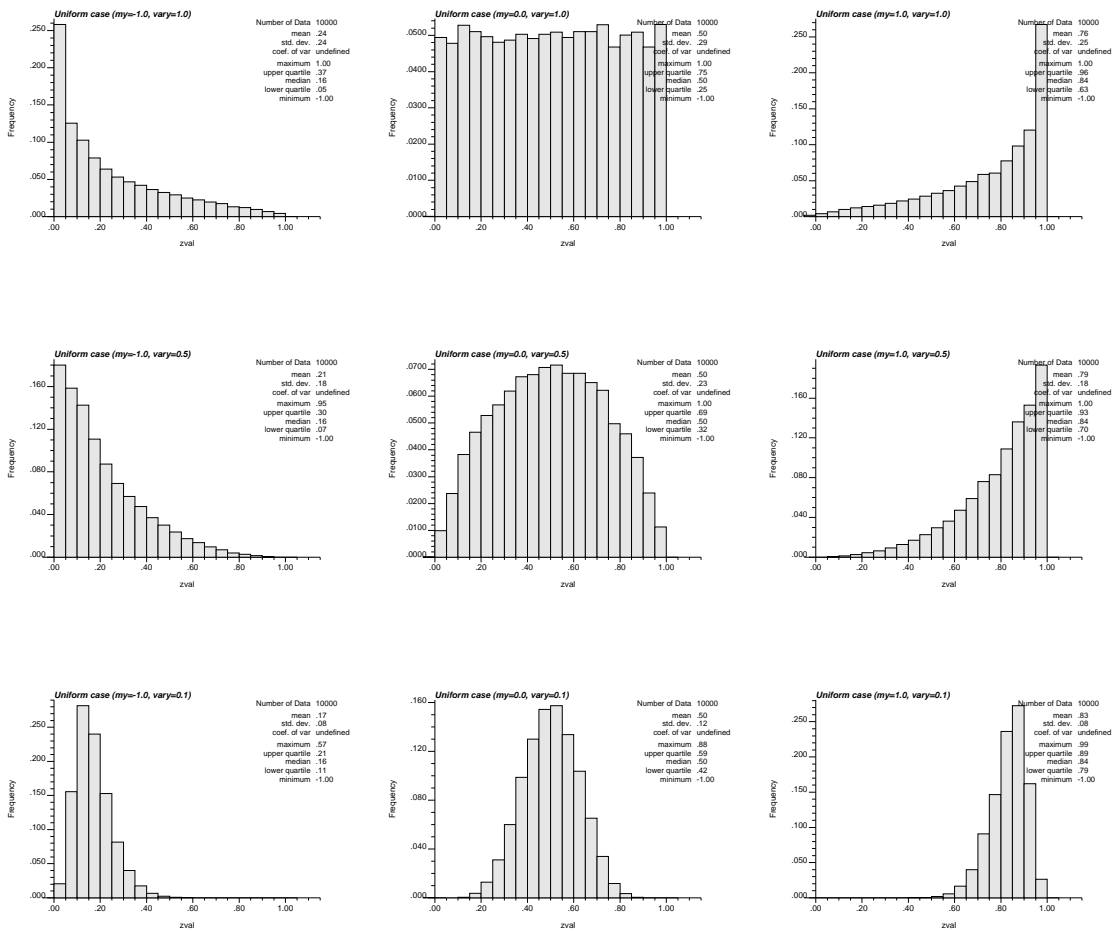 Uniform case (my=-1.0, vary=1.0)
Number of Data 10000
mean .24
std. dev. .24
coef. of var undefined
maximum 1.00
upper quartile .37
median .16
lower quartile .05
minimum -1.00
Frequency
.250
.200
.150
.100
.050
.000
.00 .20 .40 .60 .80 1.00
zval
Uniform case (my=0.0, vary=1.0)
Number of Data 10000
mean .50
std. dev. .29
coef. of var undefined
maximum 1.00
upper quartile .75
median .50
lower quartile .25
minimum -1.00
Frequency
.0500
.0400
.0300
.0200
.0100
.0000
.00 .20 .40 .60 .80 1.00
zval
Uniform case (my=1.0, vary=1.0)
Number of Data 10000
mean .76
std. dev. .25
coef. of var undefined
maximum 1.00
upper quartile .96
median .84
lower quartile .63
minimum -1.00
Frequency
.250
.200
.150
.100
.050
.000
.00 .20 .40 .60 .80 1.00
zval
Uniform case (my=-1.0, vary=0.5)
Number of Data 10000
mean .21
std. dev. .18
coef. of var undefined
maximum .95
upper quartile .30
median .16
lower quartile .07
minimum -1.00
Frequency
.160
.120
.080
.040
.000
.00 .20 .40 .60 .80 1.00
zval
Uniform case (my=0.0, vary=0.5)
Number of Data 10000
mean .50
std. dev. .23
coef. of var undefined
maximum 1.00
upper quartile .69
median .50
lower quartile .32
minimum -1.00
Frequency
.0700
.0600
.0500
.0400
.0300
.0200
.0100
.0000
.00 .20 .40 .60 .80 1.00
zval
Uniform case (my=1.0, vary=0.5)
Number of Data 10000
mean .79
std. dev. .18
coef. of var undefined
maximum 1.00
upper quartile .93
median .84
lower quartile .70
minimum -1.00
Frequency
.160
.120
.080
.040
.000
.00 .20 .40 .60 .80 1.00
zval
Uniform case (my=-1.0, vary=0.1)
Number of Data 10000
mean .17
std. dev. .08
coef. of var undefined
maximum .57
upper quartile .21
median .16
lower quartile .11
minimum -1.00
Frequency
.250
.200
.150
.100
.050
.000
.00 .20 .40 .60 .80 1.00
zval
Uniform case (my=0.0, vary=0.1)
Number of Data 10000
mean .50
std. dev. .12
coef. of var undefined
maximum .88
upper quartile .59
median .50
lower quartile .42
minimum -1.00
Frequency
.160
.120
.080
.040
.000
.00 .20 .40 .60 .80 1.00
zval
Uniform case (my=1.0, vary=0.1)
Number of Data 10000
mean .83
std. dev. .08
coef. of var undefined
maximum .99
upper quartile .89
median .84
lower quartile .79
minimum -1.00
Frequency
.250
.200
.150
.100
.050
.000
.00 .20 .40 .60 .80 1.00
zval